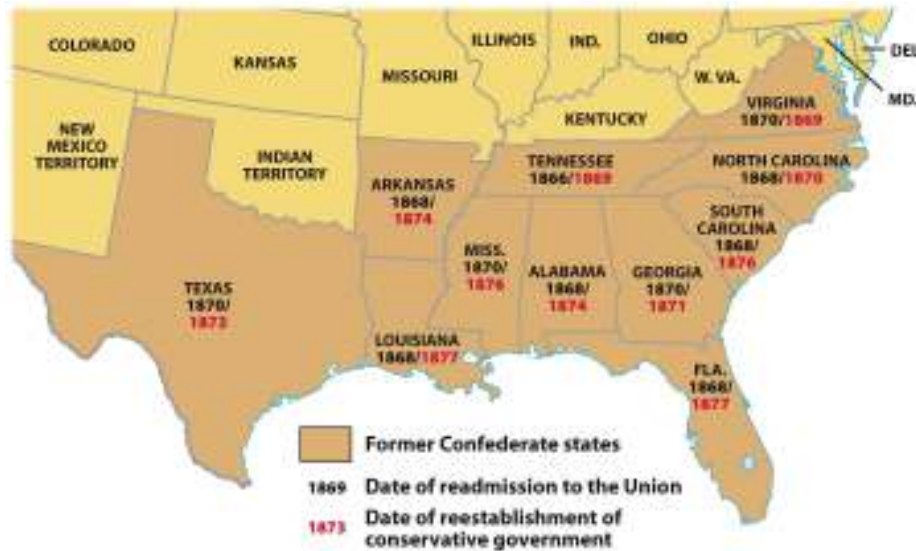 COLORADO
KANSAS
MISSOURI
ILLINOIS
IND.
OHIO
W. VA.
DEL
MD.
VIRGINIA
1870/1869
KENTUCKY
NEW
MEXICO
TERRITORY
INDIAN
TERRITORY
ARKANSAS
1868/
1874
TENNESSEE
1866/1869
NORTH CAROLINA
1868/1870
SOUTH
CAROLINA
1868/
1876
MISS.
1870/
1876
ALABAMA
1868/
1874
GEORGIA
1870/
1871
TEXAS
1870/
1873
LOUISIANA
1868/1877
FLA.
1868/
1877
Former Confederate states
1869 Date of readmission to the Union
1873 Date of reestablishment of
conservative government